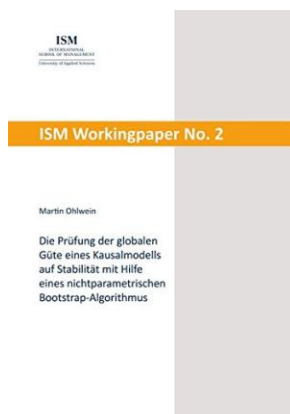 ISM
INTERNATIONAL
SCHOOL OF MANAGEMENT
University of Applied Sciences
ISM Workingpaper No. 2
Martin Ohlwein
Die Prüfung der globalen
Güte eines Kausalmodells
auf Stabilität mit Hilfe
eines nichtparametrischen
Bootstrap-Algorithmus